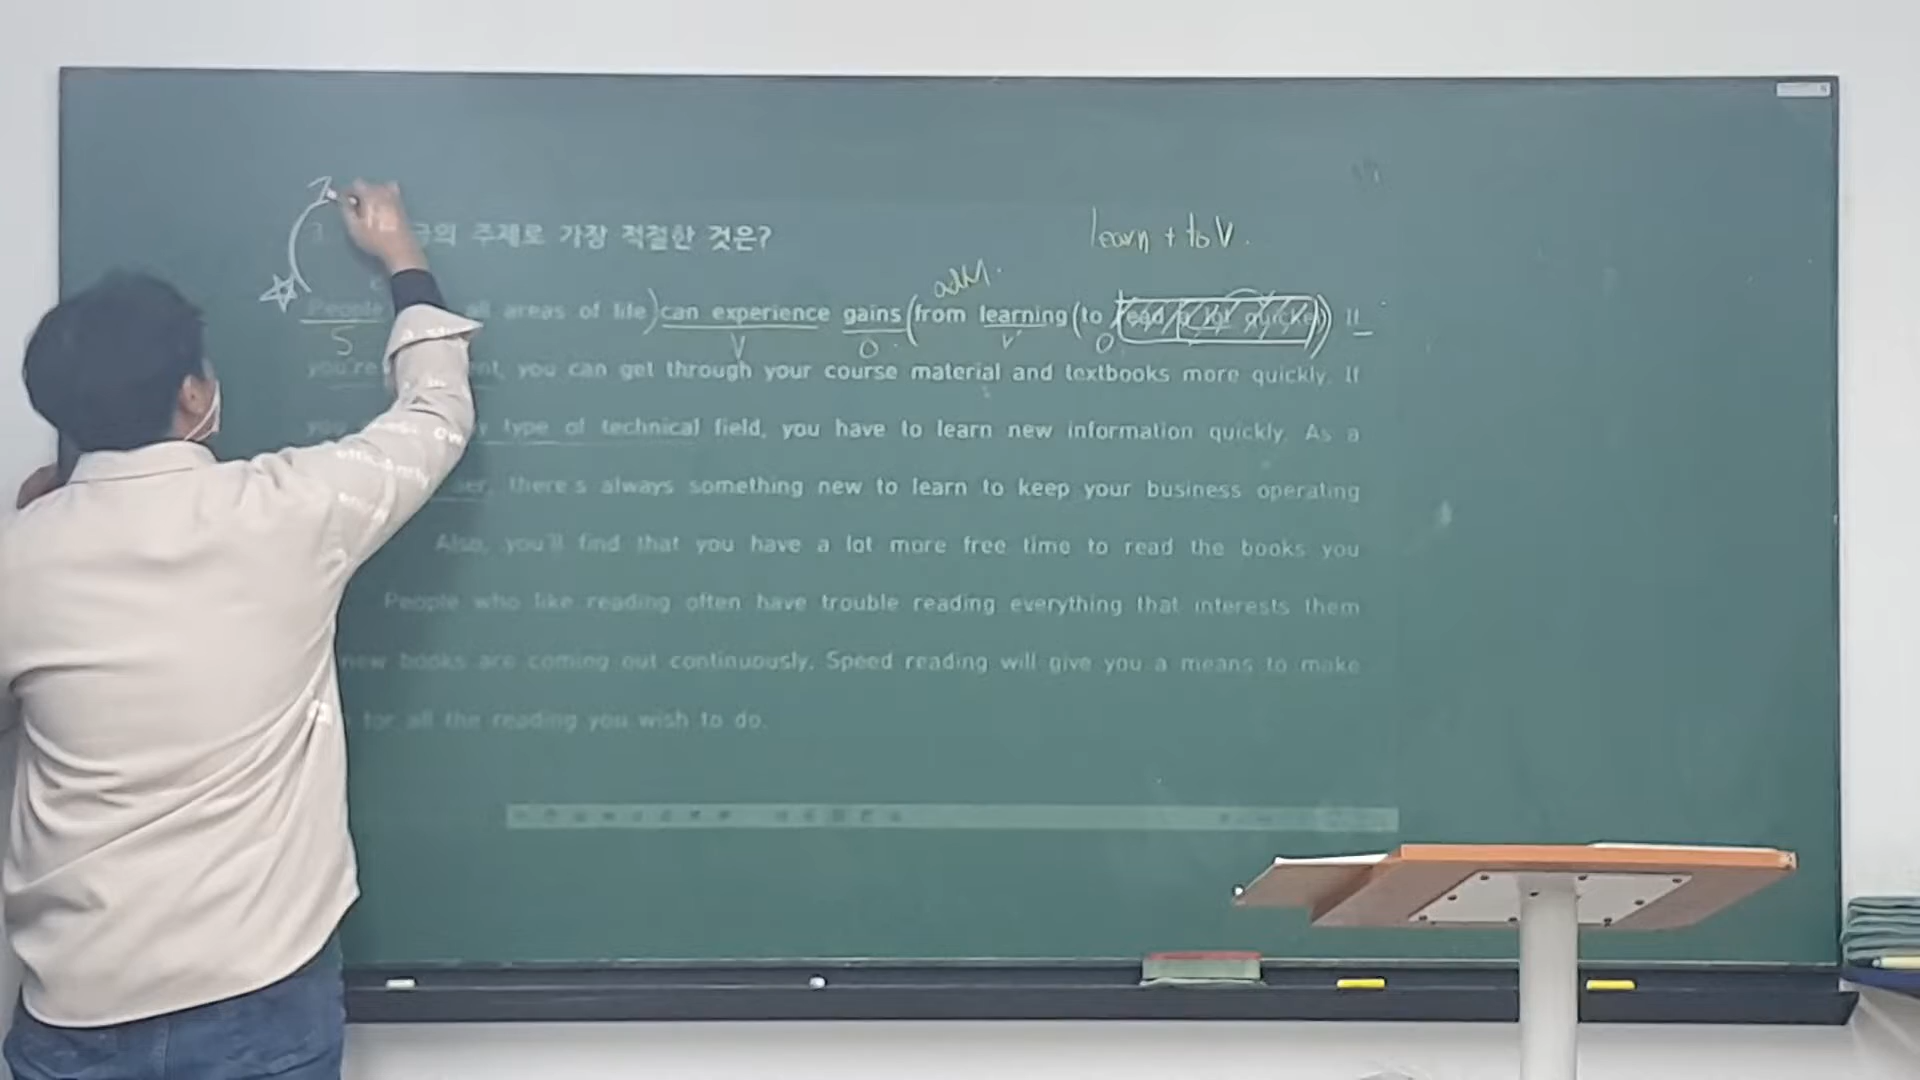 글의 주제로 가장 적절한 것은?
learn + to V.
adM.
People all areas of life) can experience gains (from learning (to read a lot quicker)) If
S V O V O
you're ent, you can get through your course material and textbooks more quickly. If
you type of technical field, you have to learn new information quickly. As a
there's always something new to learn to keep your business operating
Also, you'll find that you have a lot more free time to read the books you
People who like reading often have trouble reading everything that interests them
new books are coming out continuously. Speed reading will give you a means to make
for all the reading you wish to do.